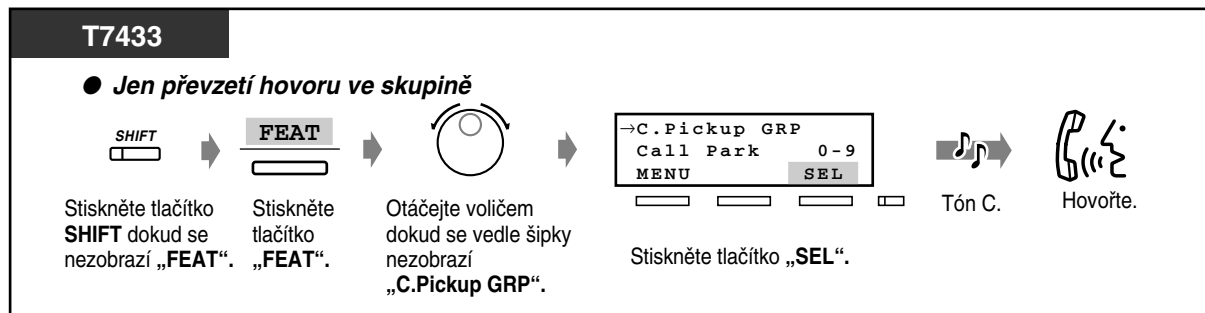 T7433
● Jen převzetí hovoru ve skupině
SHIFT
FEAT
→C.Pickup GRP
Call Park 0-9
MENU SEL
Stiskněte tlačítko
SHIFT dokud se
nezobrazí „FEAT“.
Stiskněte
tlačítko
„FEAT“.
Otáčejte voličem
dokud se vedle šipky
nezobrazí
„C.Pickup GRP“.
Stiskněte tlačítko „SEL“.
Tón C.
Hovořte.